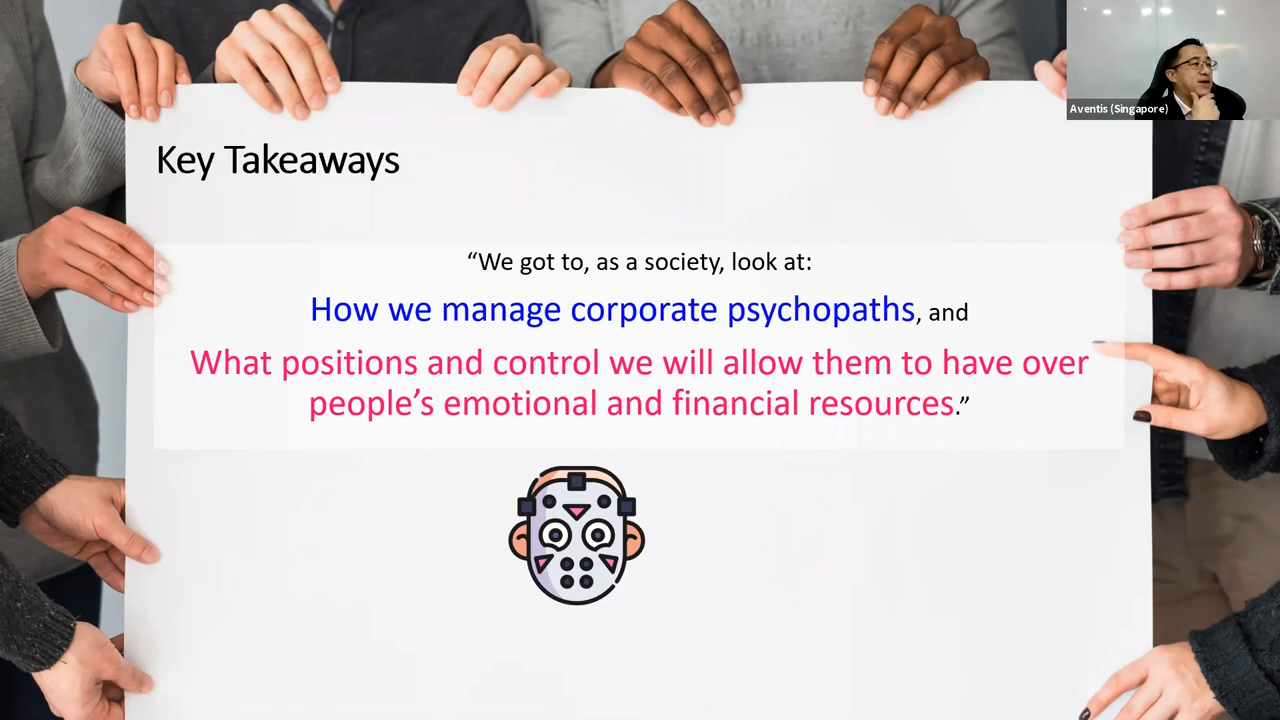 Aventis (Singapore)
Key Takeaways
“We got to, as a society, look at:
How we manage corporate psychopaths, and
What positions and control we will allow them to have over
people’s emotional and financial resources.”